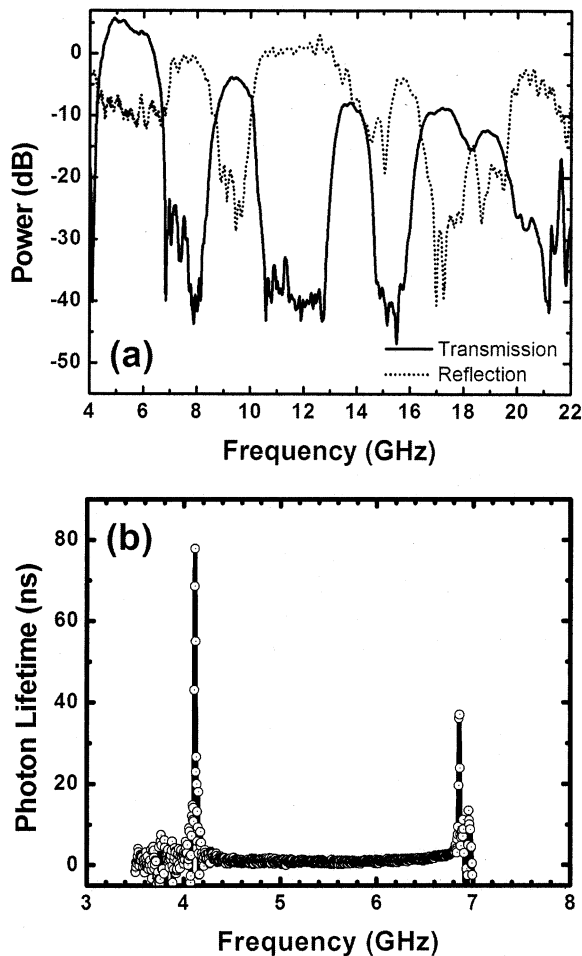 0
-10
-20
-30
-40
-50
Power (dB)
(a)
Transmission
Reflection
4 6 8 10 12 14 16 18 20 22
Frequency (GHz)
80
60
40
20
0
Photon Lifetime (ns)
(b)
3 4 5 6 7 8
Frequency (GHz)